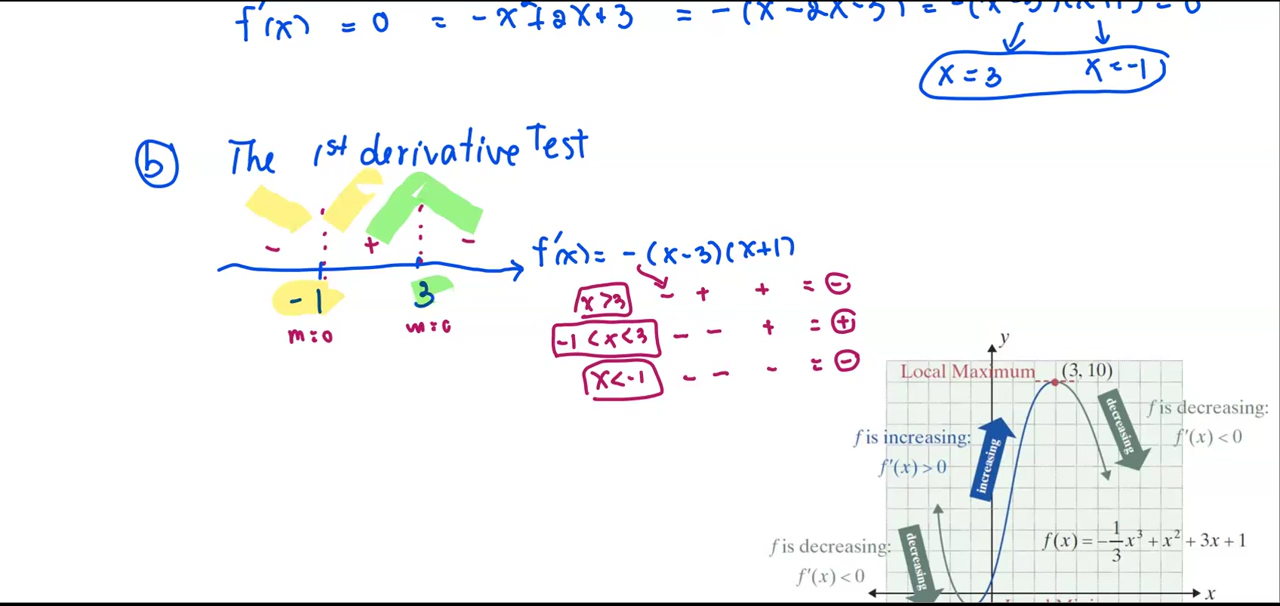 f'(x) = 0 = -x²+2x+3 = -(x²-2x-3) = -(x-3)(x+1) = 0
x = 3 x = -1
b The 1st derivative Test
- + -
-1 3
m=0 m=0
f'(x) = -(x-3)(x+1)
x>3 - + + = -
-1<x<3 - - + = +
x<-1 - - - = -
y
Local Maximum (3, 10)
decreasing
f is decreasing:
f'(x) < 0
f is increasing:
f'(x) > 0
increasing
f(x) = -1/3x³ + x² + 3x + 1
f is decreasing:
f'(x) < 0
decreasing
x